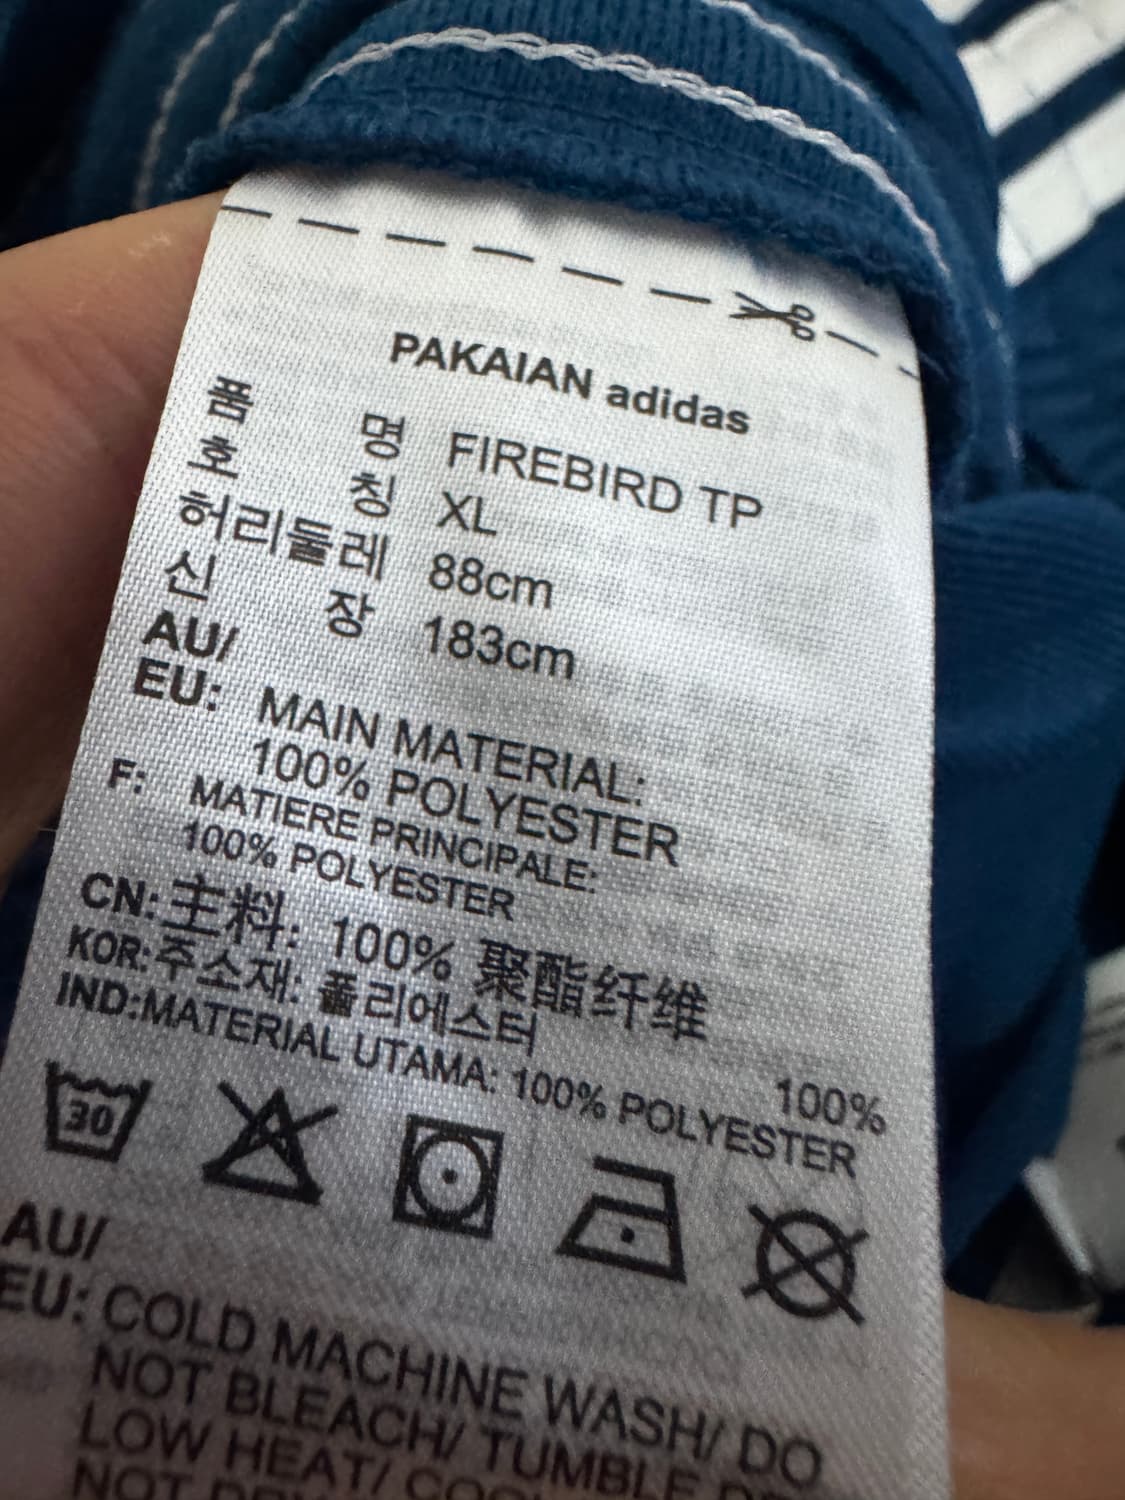 PAKAIAN adidas
품 명 FIREBIRD TP
호 칭 XL
허리둘레 88cm
신 장 183cm
AU/
EU: MAIN MATERIAL:
100% POLYESTER
F: MATIERE PRINCIPALE:
100% POLYESTER
CN: 主料: 100% 聚酯纤维
KOR: 주소재: 폴리에스터 100%
IND:MATERIAL UTAMA: 100% POLYESTER
30
AU/
EU: COLD MACHINE WASH/ DO
NOT BLEACH/ TUMBLE
LOW HEAT/
NOT